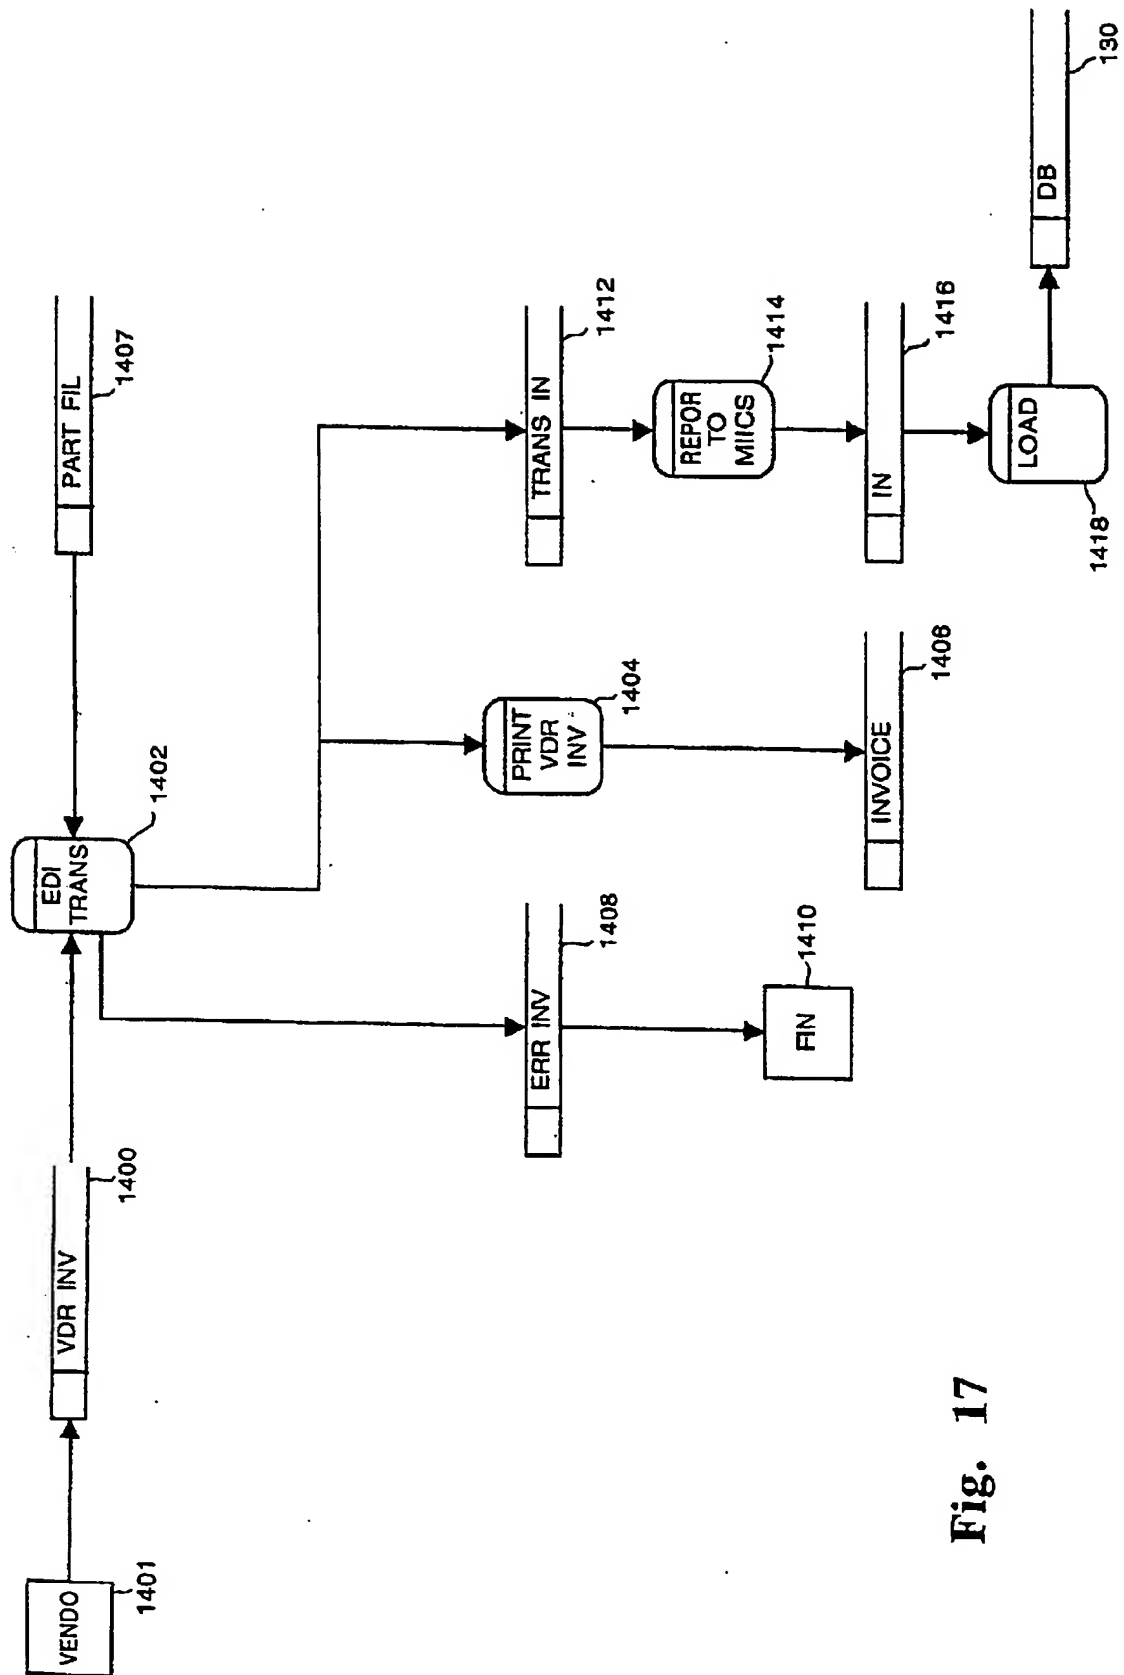 VENDO
1401
VDR INV
1400
EDI
TRANS
1402
PART FIL
1407
ERR INV
1408
FIN
1410
PRINT
VDR
INV
1404
INVOICE
1406
TRANS IN
1412
REPOR
TO
MIICS
1414
IN
1416
LOAD
1418
DB
130
Fig. 17